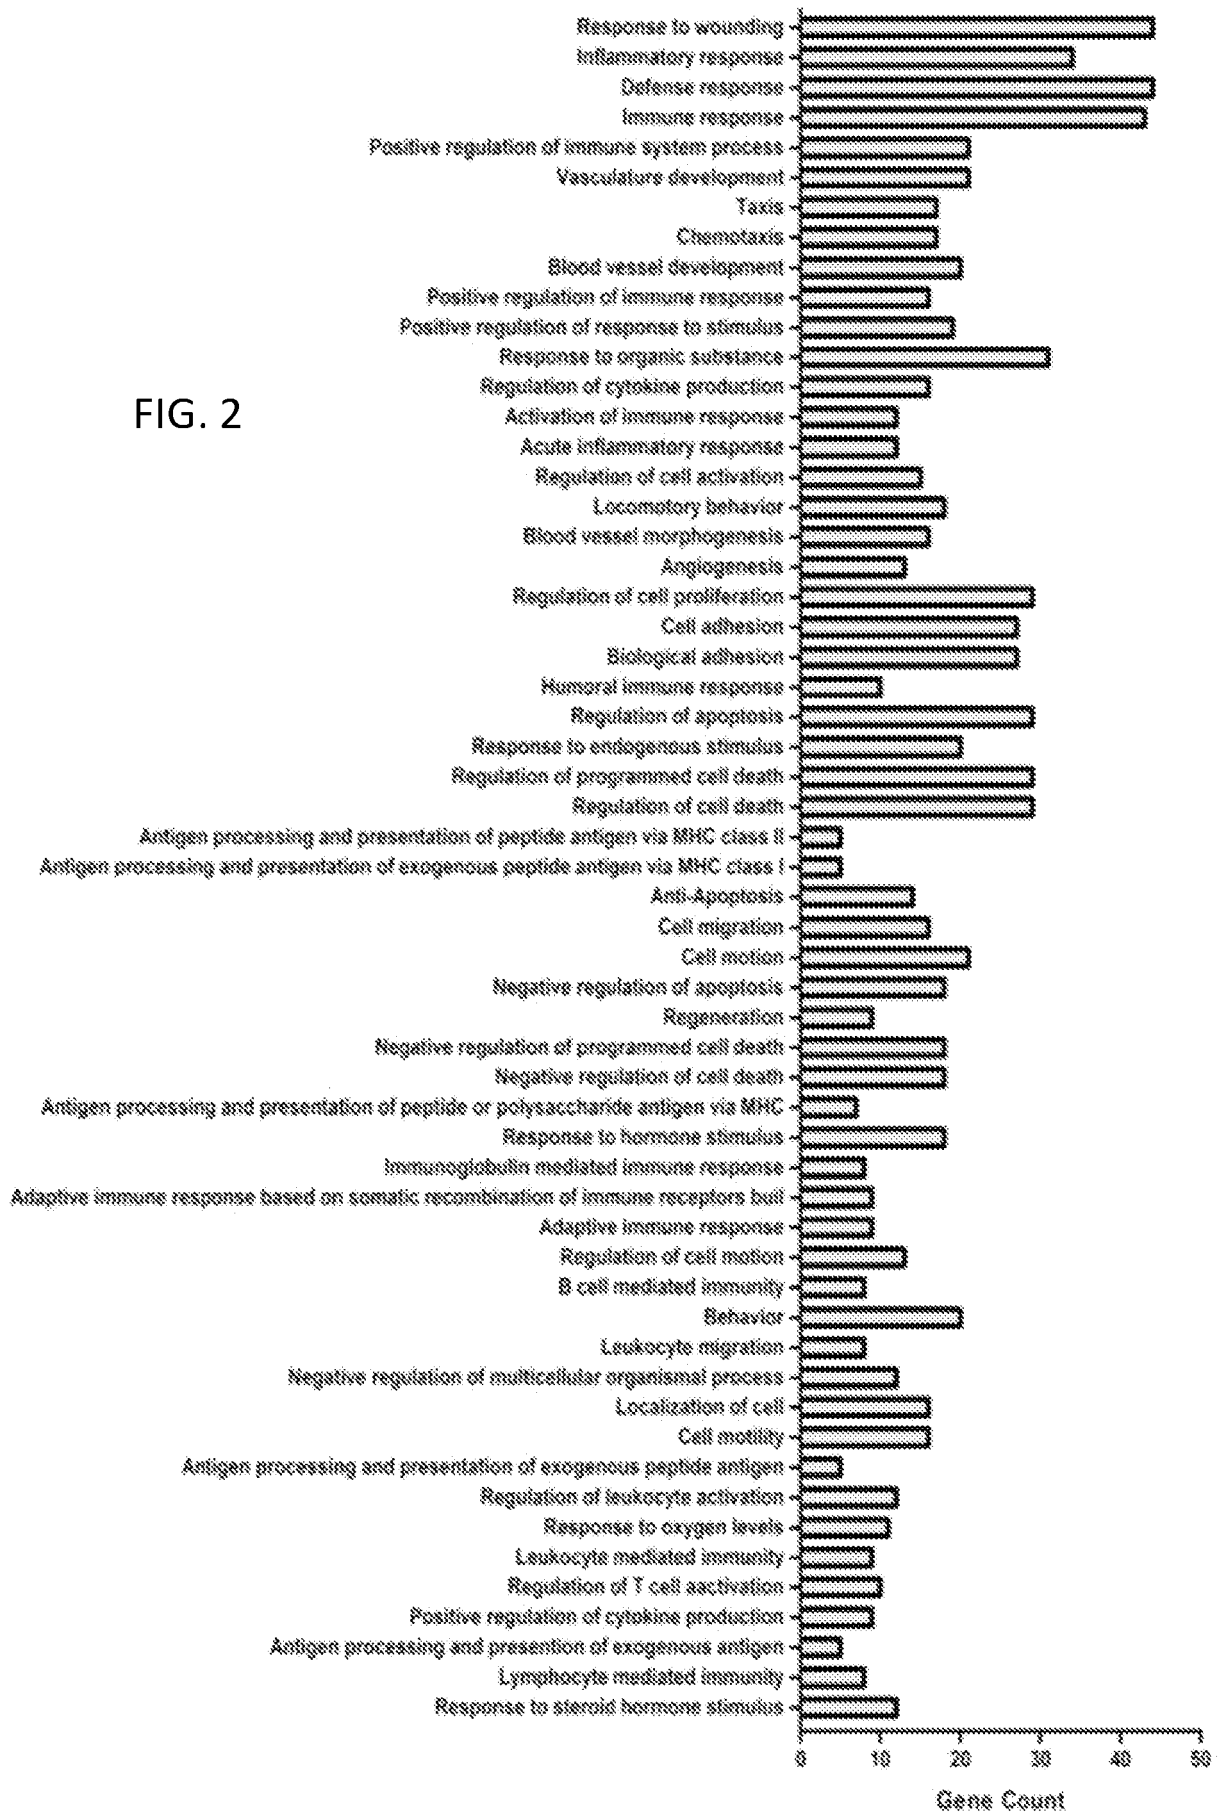 Response to wounding
Inflammatory response
Defense response
Immune response
Positive regulation of immune system process
Vasculature development
Taxis
Chemotaxis
Blood vessel development
Positive regulation of immune response
Positive regulation of response to stimulus
Response to organic substance
Regulation of cytokine production
FIG. 2
Activation of immune response
Acute inflammatory response
Regulation of cell activation
Locomotory behavior
Blood vessel morphogenesis
Angiogenesis
Regulation of cell proliferation
Cell adhesion
Biological adhesion
Humoral immune response
Regulation of apoptosis
Response to endogenous stimulus
Regulation of programmed cell death
Regulation of cell death
Antigen processing and presentation of peptide antigen via MHC class II
Antigen processing and presentation of exogenous peptide antigen via MHC class I
Anti-Apoptosis
Cell migration
Cell motion
Negative regulation of apoptosis
Regeneration
Negative regulation of programmed cell death
Negative regulation of cell death
Antigen processing and presentation of peptide or polysaccharide antigen via MHC
Response to hormone stimulus
Immunoglobulin mediated immune response
Adaptive immune response based on somatic recombination of immune receptors buil
Adaptive immune response
Regulation of cell motion
B cell mediated immunity
Behavior
Leukocyte migration
Negative regulation of multicellular organismal process
Localization of cell
Cell motility
Antigen processing and presentation of exogenous peptide antigen
Regulation of leukocyte activation
Response to oxygen levels
Leukocyte mediated immunity
Regulation of T cell aactivation
Positive regulation of cytokine production
Antigen processing and presention of exogenous antigen
Lymphocyte mediated immunity
Response to steroid hormone stimulus
0 10 20 30 40 50
Gene Count